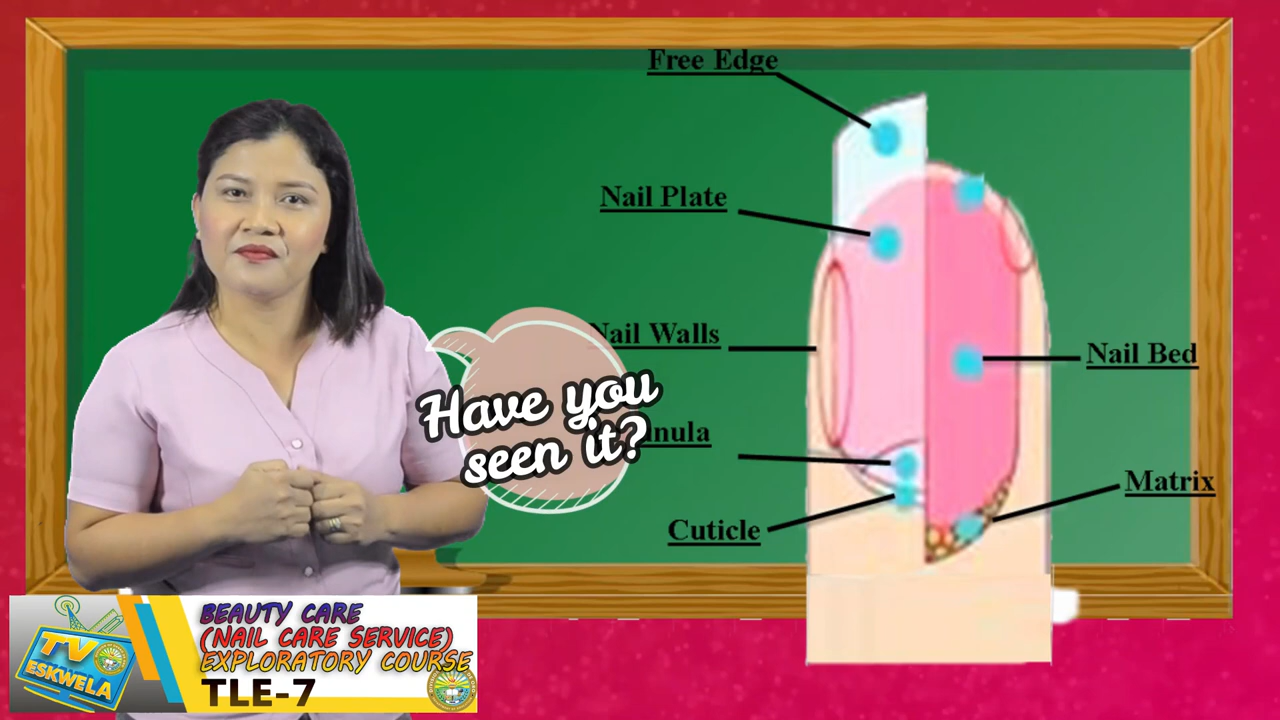 Free Edge
Nail Plate
Nail Walls
Have you
seen it?
Nail Bed
Matrix
Cuticle
BEAUTY CARE
(NAIL CARE SERVICE)
EXPLORATORY COURSE
TLE-7
TV
ESKWELA